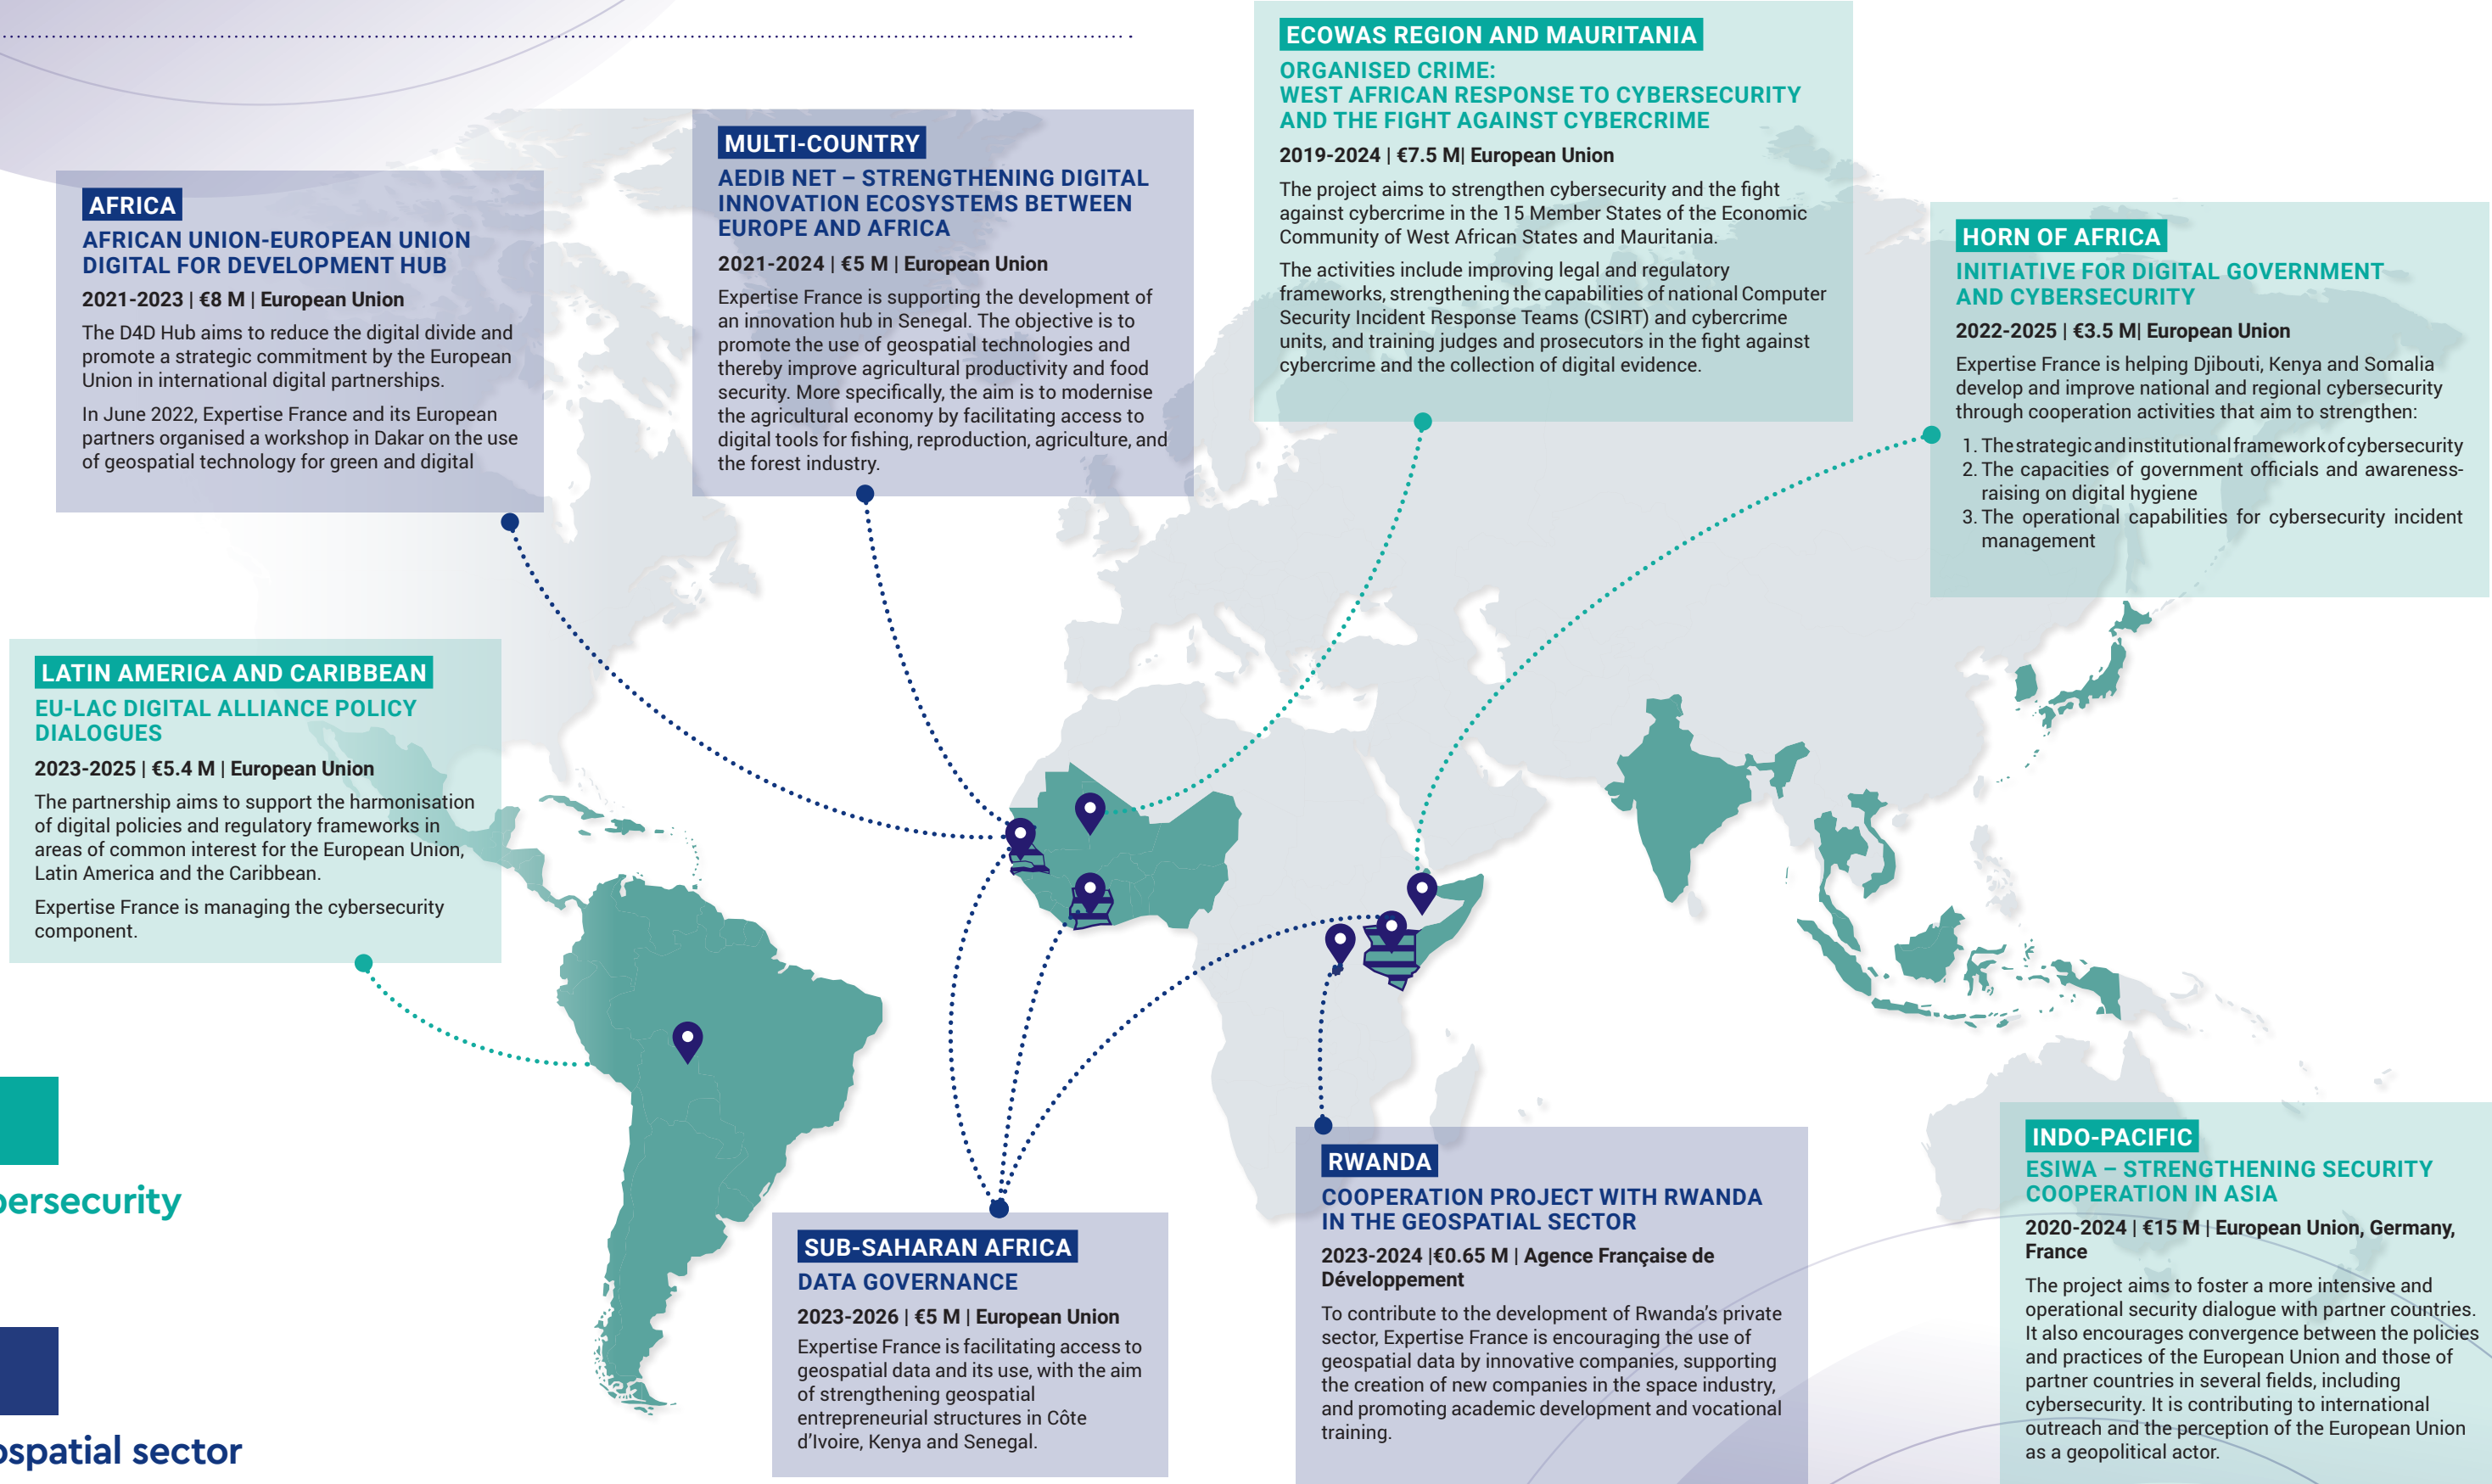 AFRICA
AFRICAN UNION-EUROPEAN UNION
DIGITAL FOR DEVELOPMENT HUB
2021-2023 | €8 M | European Union
The D4D Hub aims to reduce the digital divide and
promote a strategic commitment by the European
Union in international digital partnerships.
In June 2022, Expertise France and its European
partners organised a workshop in Dakar on the use
of geospatial technology for green and digital
MULTI-COUNTRY
AEDIB NET – STRENGTHENING DIGITAL
INNOVATION ECOSYSTEMS BETWEEN
EUROPE AND AFRICA
2021-2024 | €5 M | European Union
Expertise France is supporting the development of
an innovation hub in Senegal. The objective is to
promote the use of geospatial technologies and
thereby improve agricultural productivity and food
security. More specifically, the aim is to modernise
the agricultural economy by facilitating access to
digital tools for fishing, reproduction, agriculture, and
the forest industry.
ECOWAS REGION AND MAURITANIA
ORGANISED CRIME:
WEST AFRICAN RESPONSE TO CYBERSECURITY
AND THE FIGHT AGAINST CYBERCRIME
2019-2024 | €7.5 M| European Union
The project aims to strengthen cybersecurity and the fight
against cybercrime in the 15 Member States of the Economic
Community of West African States and Mauritania.
The activities include improving legal and regulatory
frameworks, strengthening the capabilities of national Computer
Security Incident Response Teams (CSIRT) and cybercrime
units, and training judges and prosecutors in the fight against
cybercrime and the collection of digital evidence.
HORN OF AFRICA
INITIATIVE FOR DIGITAL GOVERNMENT
AND CYBERSECURITY
2022-2025 | €3.5 M| European Union
Expertise France is helping Djibouti, Kenya and Somalia
develop and improve national and regional cybersecurity
through cooperation activities that aim to strengthen:
1. The strategic and institutional framework of cybersecurity
2. The capacities of government officials and awareness-
raising on digital hygiene
3. The operational capabilities for cybersecurity incident
management
LATIN AMERICA AND CARIBBEAN
EU-LAC DIGITAL ALLIANCE POLICY
DIALOGUES
2023-2025 | €5.4 M | European Union
The partnership aims to support the harmonisation
of digital policies and regulatory frameworks in
areas of common interest for the European Union,
Latin America and the Caribbean.
Expertise France is managing the cybersecurity
component.
bersecurity
ospatial sector
SUB-SAHARAN AFRICA
DATA GOVERNANCE
2023-2026 | €5 M | European Union
Expertise France is facilitating access to
geospatial data and its use, with the aim
of strengthening geospatial
entrepreneurial structures in Côte
d'Ivoire, Kenya and Senegal.
RWANDA
COOPERATION PROJECT WITH RWANDA
IN THE GEOSPATIAL SECTOR
2023-2024 |€0.65 M | Agence Française de
Développement
To contribute to the development of Rwanda's private
sector, Expertise France is encouraging the use of
geospatial data by innovative companies, supporting
the creation of new companies in the space industry,
and promoting academic development and vocational
training.
INDO-PACIFIC
ESIWA – STRENGTHENING SECURITY
COOPERATION IN ASIA
2020-2024 | €15 M | European Union, Germany,
France
The project aims to foster a more intensive and
operational security dialogue with partner countries.
It also encourages convergence between the policies
and practices of the European Union and those of
partner countries in several fields, including
cybersecurity. It is contributing to international
outreach and the perception of the European Union
as a geopolitical actor.